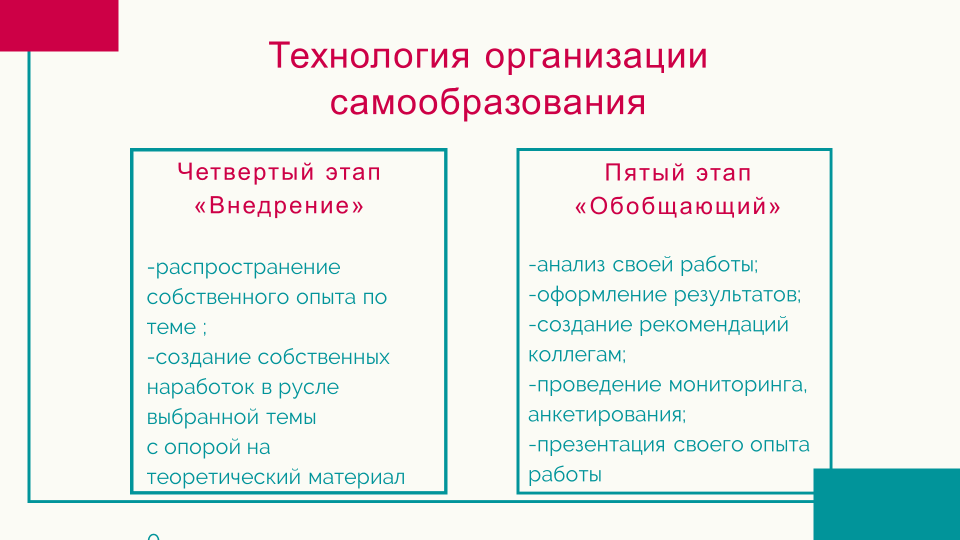 Технология организации
самообразования
Четвертый этап
«Внедрение»
-распространение
собственного опыта по
теме ;
-создание собственных
наработок в русле
выбранной темы
с опорой на
теоретический материал
Пятый этап
«Обобщающий»
-анализ своей работы;
-оформление результатов;
-создание рекомендаций
коллегам;
-проведение мониторинга,
анкетирования;
-презентация своего опыта
работы